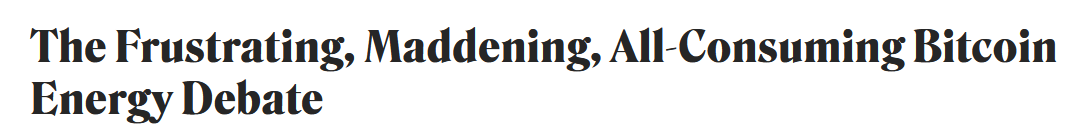 The Frustrating, Maddening, All-Consuming Bitcoin
Energy Debate